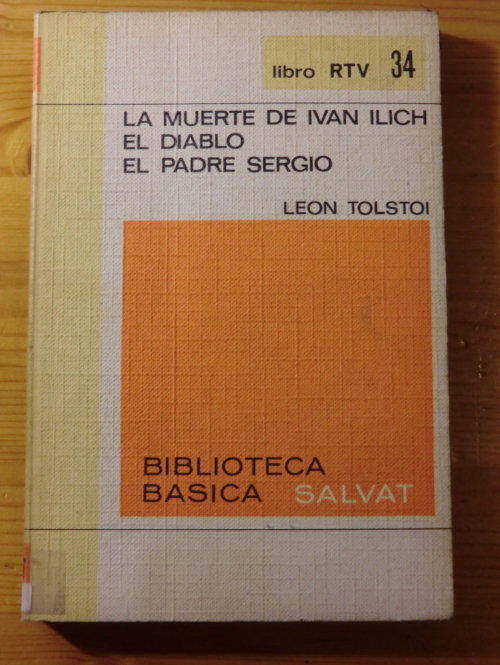 libro RTV 34
LA MUERTE DE IVAN ILICH
EL DIABLO
EL PADRE SERGIO
LEON TOLSTOI
BIBLIOTECA
BASICA SALVAT